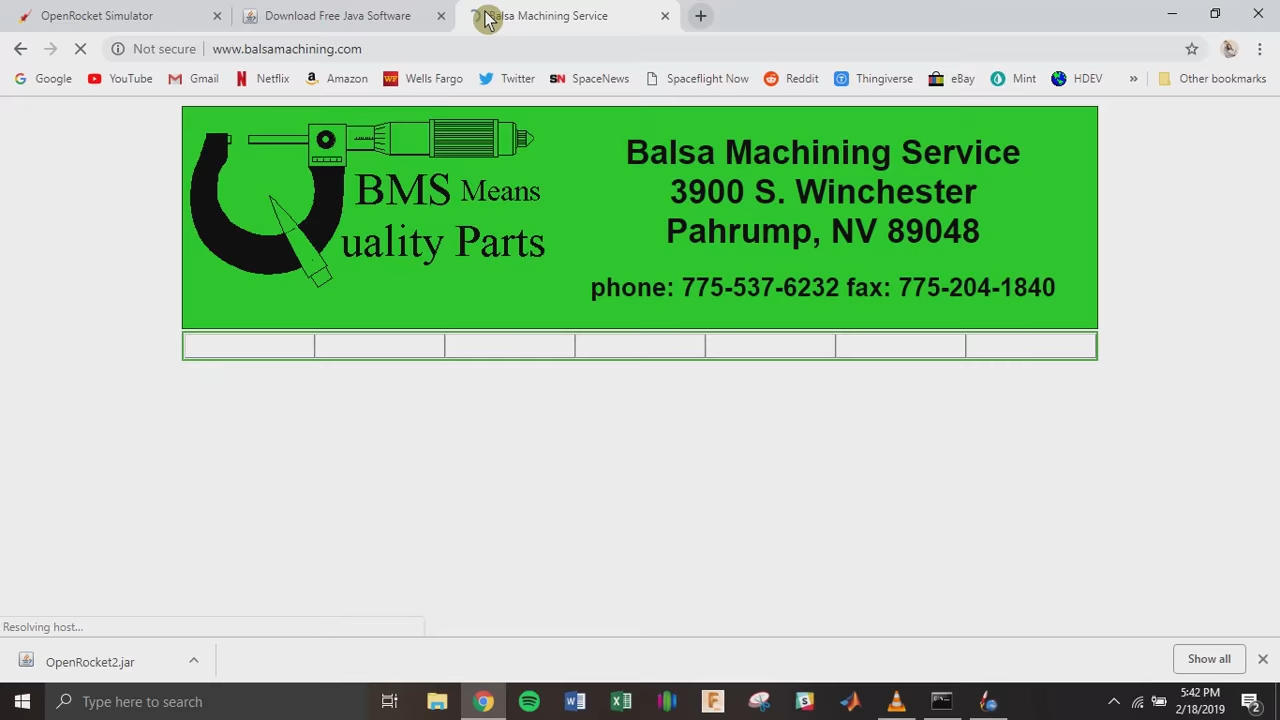 OpenRocket Simulator
Download Free Java Software
Balsa Machining Service
Not secure
www.balsamachining.com
Google
YouTube
Gmail
Netflix
Amazon
Wells Fargo
Twitter
SpaceNews
Spaceflight Now
Reddit
Thingiverse
eBay
Mint
HDEV
»
Other bookmarks
BMS Means
uality Parts
Balsa Machining Service
3900 S. Winchester
Pahrump, NV 89048
phone: 775-537-6232 fax: 775-204-1840
Resolving host...
OpenRocket2.jar
Show all
Type here to search
5:42 PM
2/18/2019
2